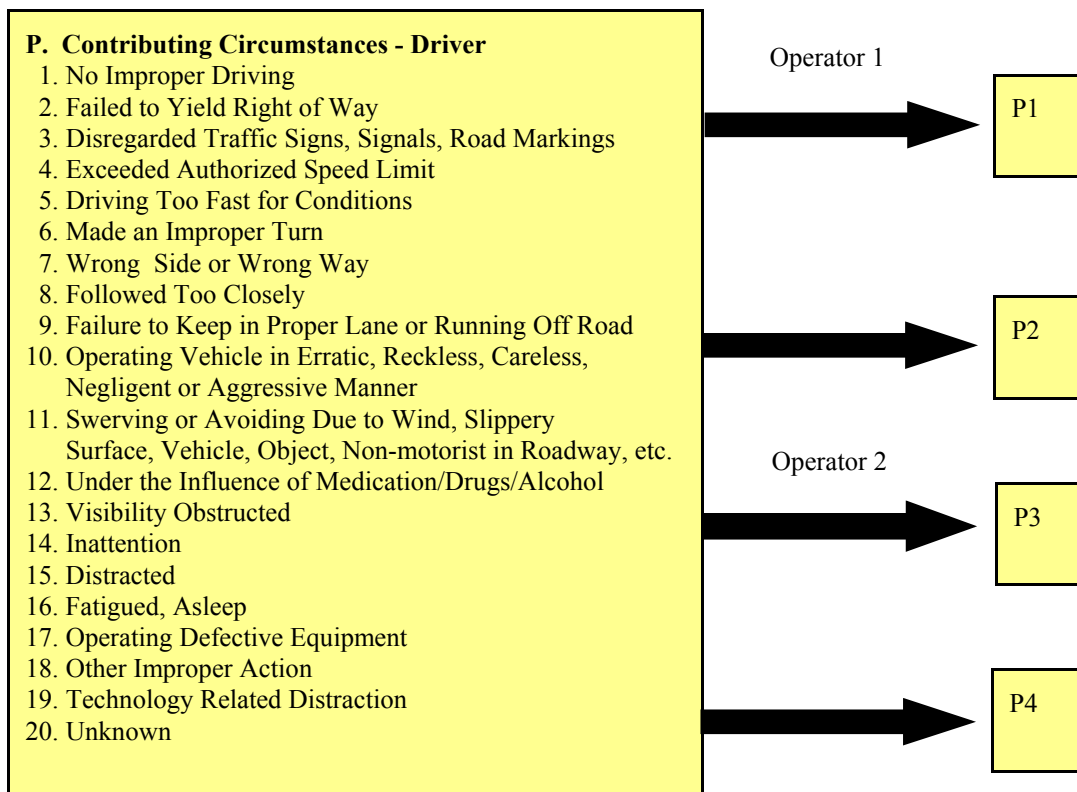 P. Contributing Circumstances - Driver
1. No Improper Driving
2. Failed to Yield Right of Way
3. Disregarded Traffic Signs, Signals, Road Markings
4. Exceeded Authorized Speed Limit
5. Driving Too Fast for Conditions
6. Made an Improper Turn
7. Wrong Side or Wrong Way
8. Followed Too Closely
9. Failure to Keep in Proper Lane or Running Off Road
10. Operating Vehicle in Erratic, Reckless, Careless,
Negligent or Aggressive Manner
11. Swerving or Avoiding Due to Wind, Slippery
Surface, Vehicle, Object, Non-motorist in Roadway, etc.
12. Under the Influence of Medication/Drugs/Alcohol
13. Visibility Obstructed
14. Inattention
15. Distracted
16. Fatigued, Asleep
17. Operating Defective Equipment
18. Other Improper Action
19. Technology Related Distraction
20. Unknown
Operator 1
P1
P2
Operator 2
P3
P4